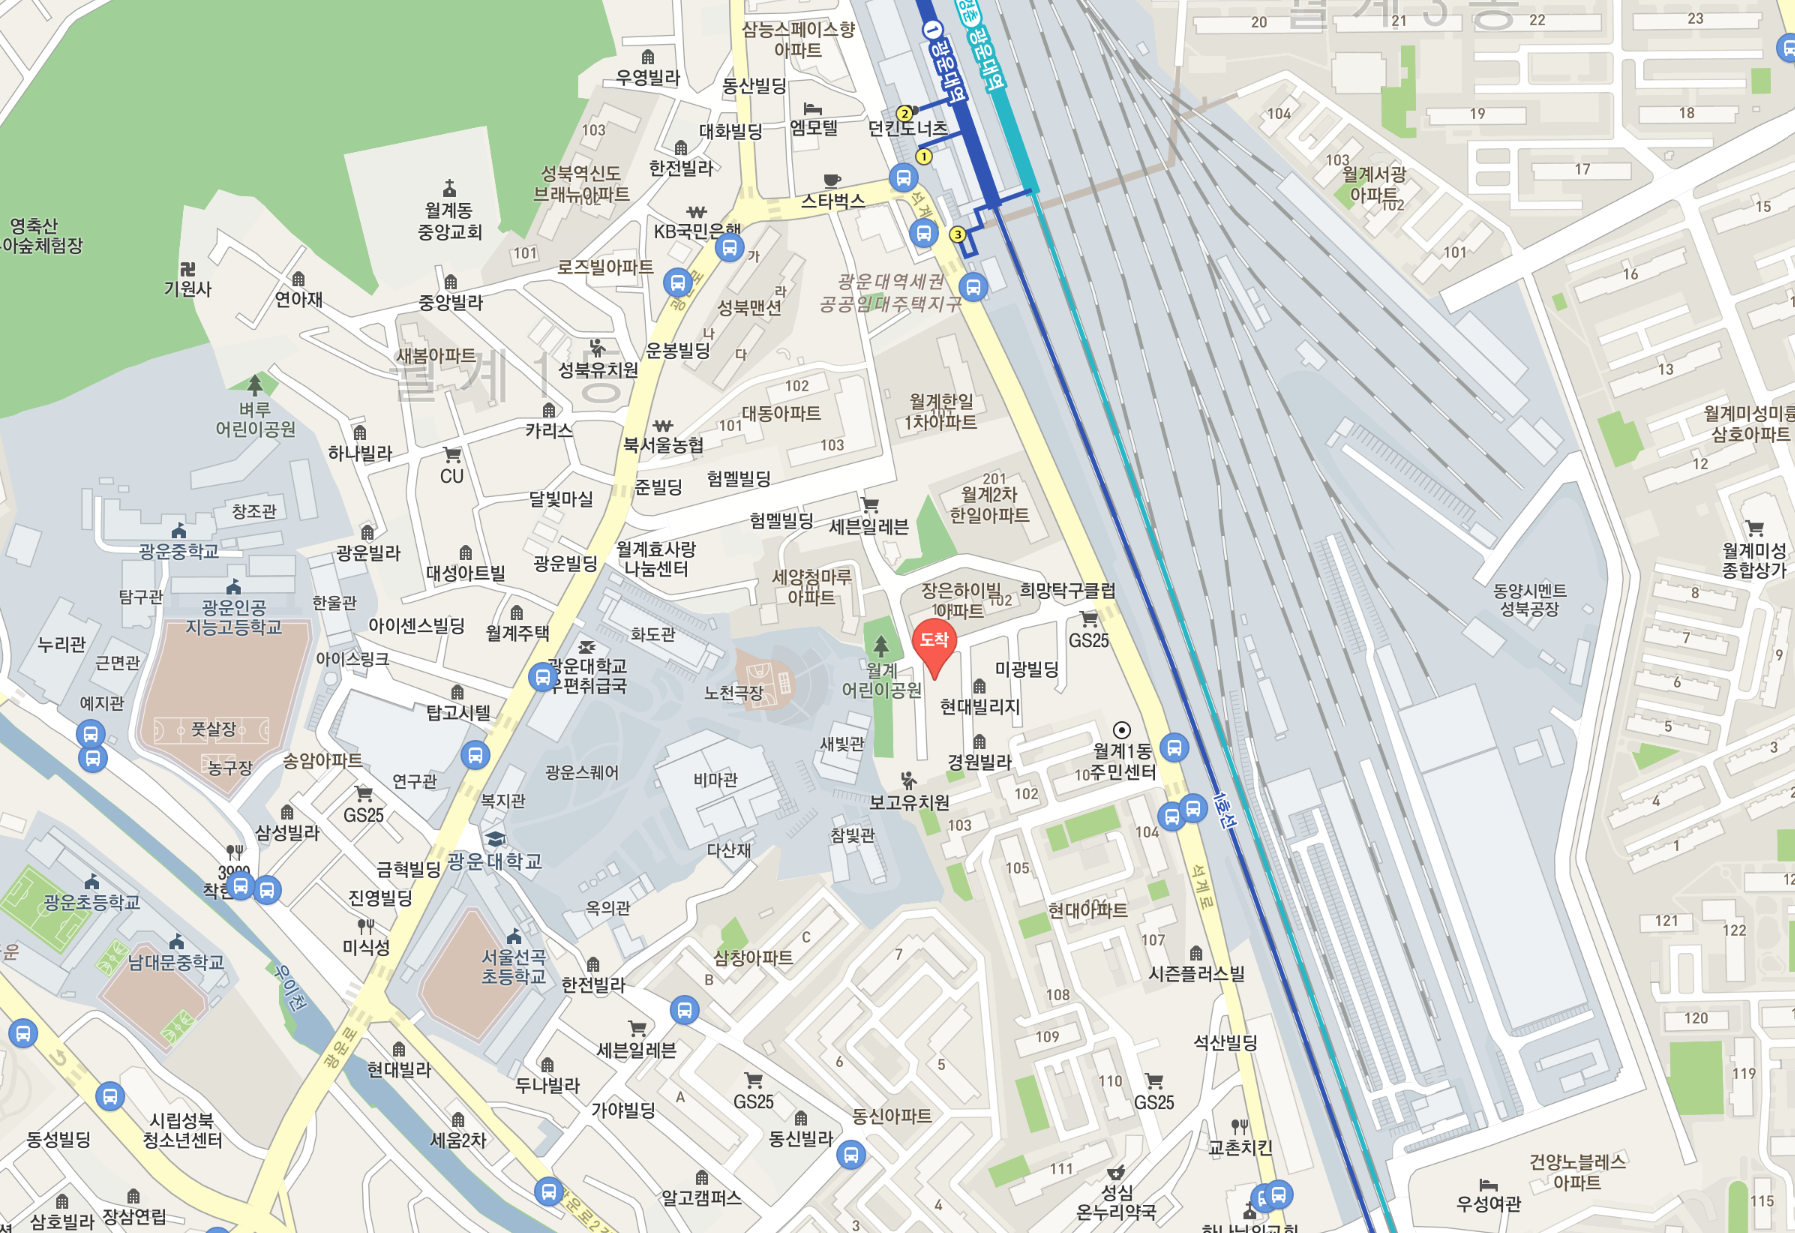 삼능스페이스향
아파트
1 광운대역
광운대역
월계3동
20
21
22
23
우영빌라
동산빌딩
엠모텔
2
던킨도너츠
1
대화빌딩
103
한전빌라
성북역신도
브래뉴아파트
102
101
월계동
중앙교회
영축산
기원사
연아재
중앙빌라
KB국민은행
스타벅스
3
석계
로즈빌아파트
가
라
나
다
성북맨션
광운대역세권
공공임대주택지구
104
103
월계서광
아파트
102
101
19
18
17
15
16
13
12
월계미성미륭
삼호아파트
월계1동
새봄아파트
성북유치원
운봉빌딩
벼루
어린이공원
하나빌라
CU
카리스
북서울농협
102
대동아파트
101
103
월계한일
1차아파트
험멜빌딩
준빌딩
달빛마실
201
월계2차
한일아파트
험멜빌딩
세븐일레븐
창조관
광운중학교
광운빌라
대성아트빌
광운빌딩
월계효사랑
나눔센터
세양청마루
아파트
장은하이빌
아파트
102
희망탁구클럽
GS25
동양시멘트
성북공장
월계미성
종합상가
탐구관
광운인공
지능고등학교
한울관
아이센스빌딩
월계주택
화도관
누리관
근면관
아이스링크
광운대학교
우편취급국
노천극장
월계
어린이공원
도착
현대빌리지
미광빌딩
8
7
9
6
5
4
3
1
예지관
풋살장
농구장
탑고시텔
송암아파트
연구관
GS25
복지관
광운스퀘어
비마관
새빛관
경원빌라
월계1동
주민센터
102
103
104
105
보고유치원
참빛관
다산재
1호선
석계로
삼성빌라
금혁빌딩
광운대학교
진영빌딩
광운초등학교
남대문중학교
미식성
서울선곡
초등학교
옥의관
한전빌라
삼창아파트
B
C
A
7
현대아파트
107
시즌플러스빌
108
109
110
111
석산빌딩
121
122
120
119
115
우이천
광운로
현대빌라
세븐일레븐
두나빌라
가야빌딩
GS25
동신빌라
동신아파트
6
5
4
3
GS25
교촌치킨
성심
온누리약국
건양노블레스
아파트
우성여관
시립성북
청소년센터
동성빌딩
세움2차
알고캠퍼스
삼호빌라
장삼연립